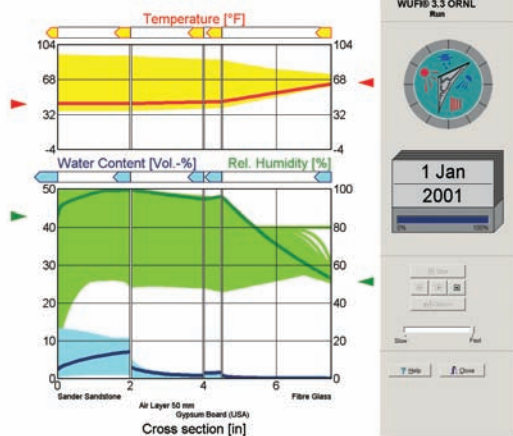 Temperature [°F]
104 104
68 68
32 32
-4 -4
Water Content [Vol.-%] Rel. Humidity [%]
50 100
40 80
30 60
20 40
10 20
0 0
0 2 4 6
Sander Sandstone Fibre Glass
Air Layer 50 mm
Gypsum Board (USA)
Cross section [in]
WUFI® 3.3 ORNL
Run
1 Jan
2001
0% 100%
Slow Fast
? Help Close